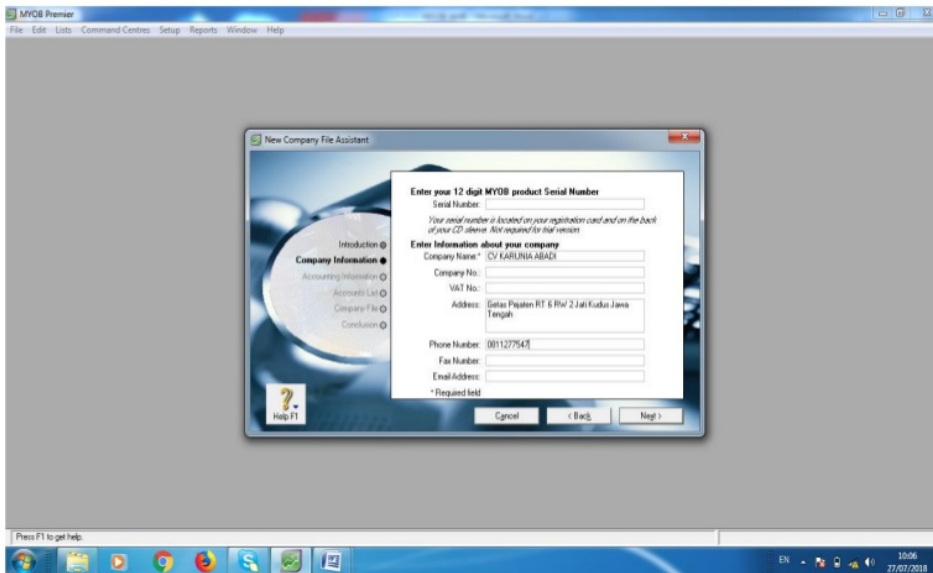 MYOB Premier
File Edit Lists Command Centres Setup Reports Window Help
New Company File Assistant
Introduction
Company Information
Accounting Information
Accounts List
Company File
Conclusion
Help F1
Enter your 12 digit MYOB product Serial Number
Serial Number:
Your serial number is located on your registration card and on the back
of your CD sleeve. Not required for trial version.
Enter Information about your company
Company Name:* CV KARUNIA ABADI
Company No.:
VAT No.:
Address: Getas Pejaten RT 6 RW 2 Jati Kudus Jawa
Tengah
Phone Number: 0811277547
Fax Number:
Email Address:
* Required field
Cancel < Back Next >
Press F1 to get help.
EN 10:06
27/07/2018